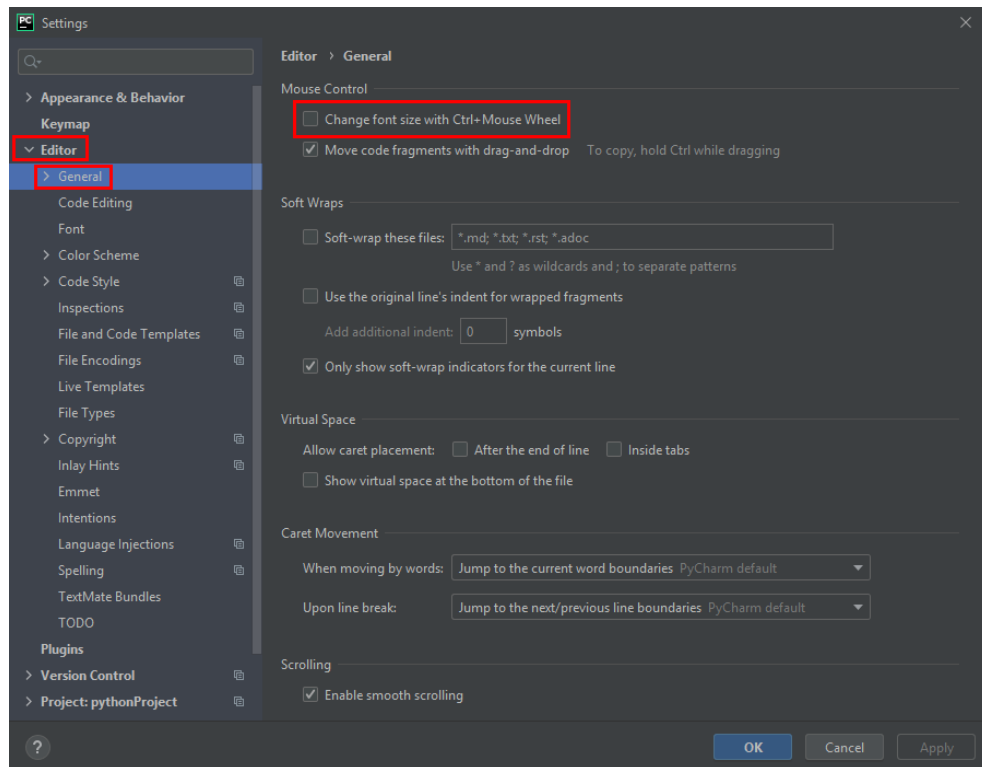 PC Settings
Appearance & Behavior
Keymap
Editor
General
Code Editing
Font
Color Scheme
Code Style
Inspections
File and Code Templates
File Encodings
Live Templates
File Types
Copyright
Inlay Hints
Emmet
Intentions
Language Injections
Spelling
TextMate Bundles
TODO
Plugins
Version Control
Project: pythonProject
Editor > General
Mouse Control
Change font size with Ctrl+Mouse Wheel
Move code fragments with drag-and-drop To copy, hold Ctrl while dragging
Soft Wraps
Soft-wrap these files: *.md; *.txt; *.rst; *.adoc
Use * and ? as wildcards and ; to separate patterns
Use the original line's indent for wrapped fragments
Add additional indent: 0 symbols
Only show soft-wrap indicators for the current line
Virtual Space
Allow caret placement: After the end of line Inside tabs
Show virtual space at the bottom of the file
Caret Movement
When moving by words: Jump to the current word boundaries PyCharm default
Upon line break: Jump to the next/previous line boundaries PyCharm default
Scrolling
Enable smooth scrolling
? OK Cancel Apply